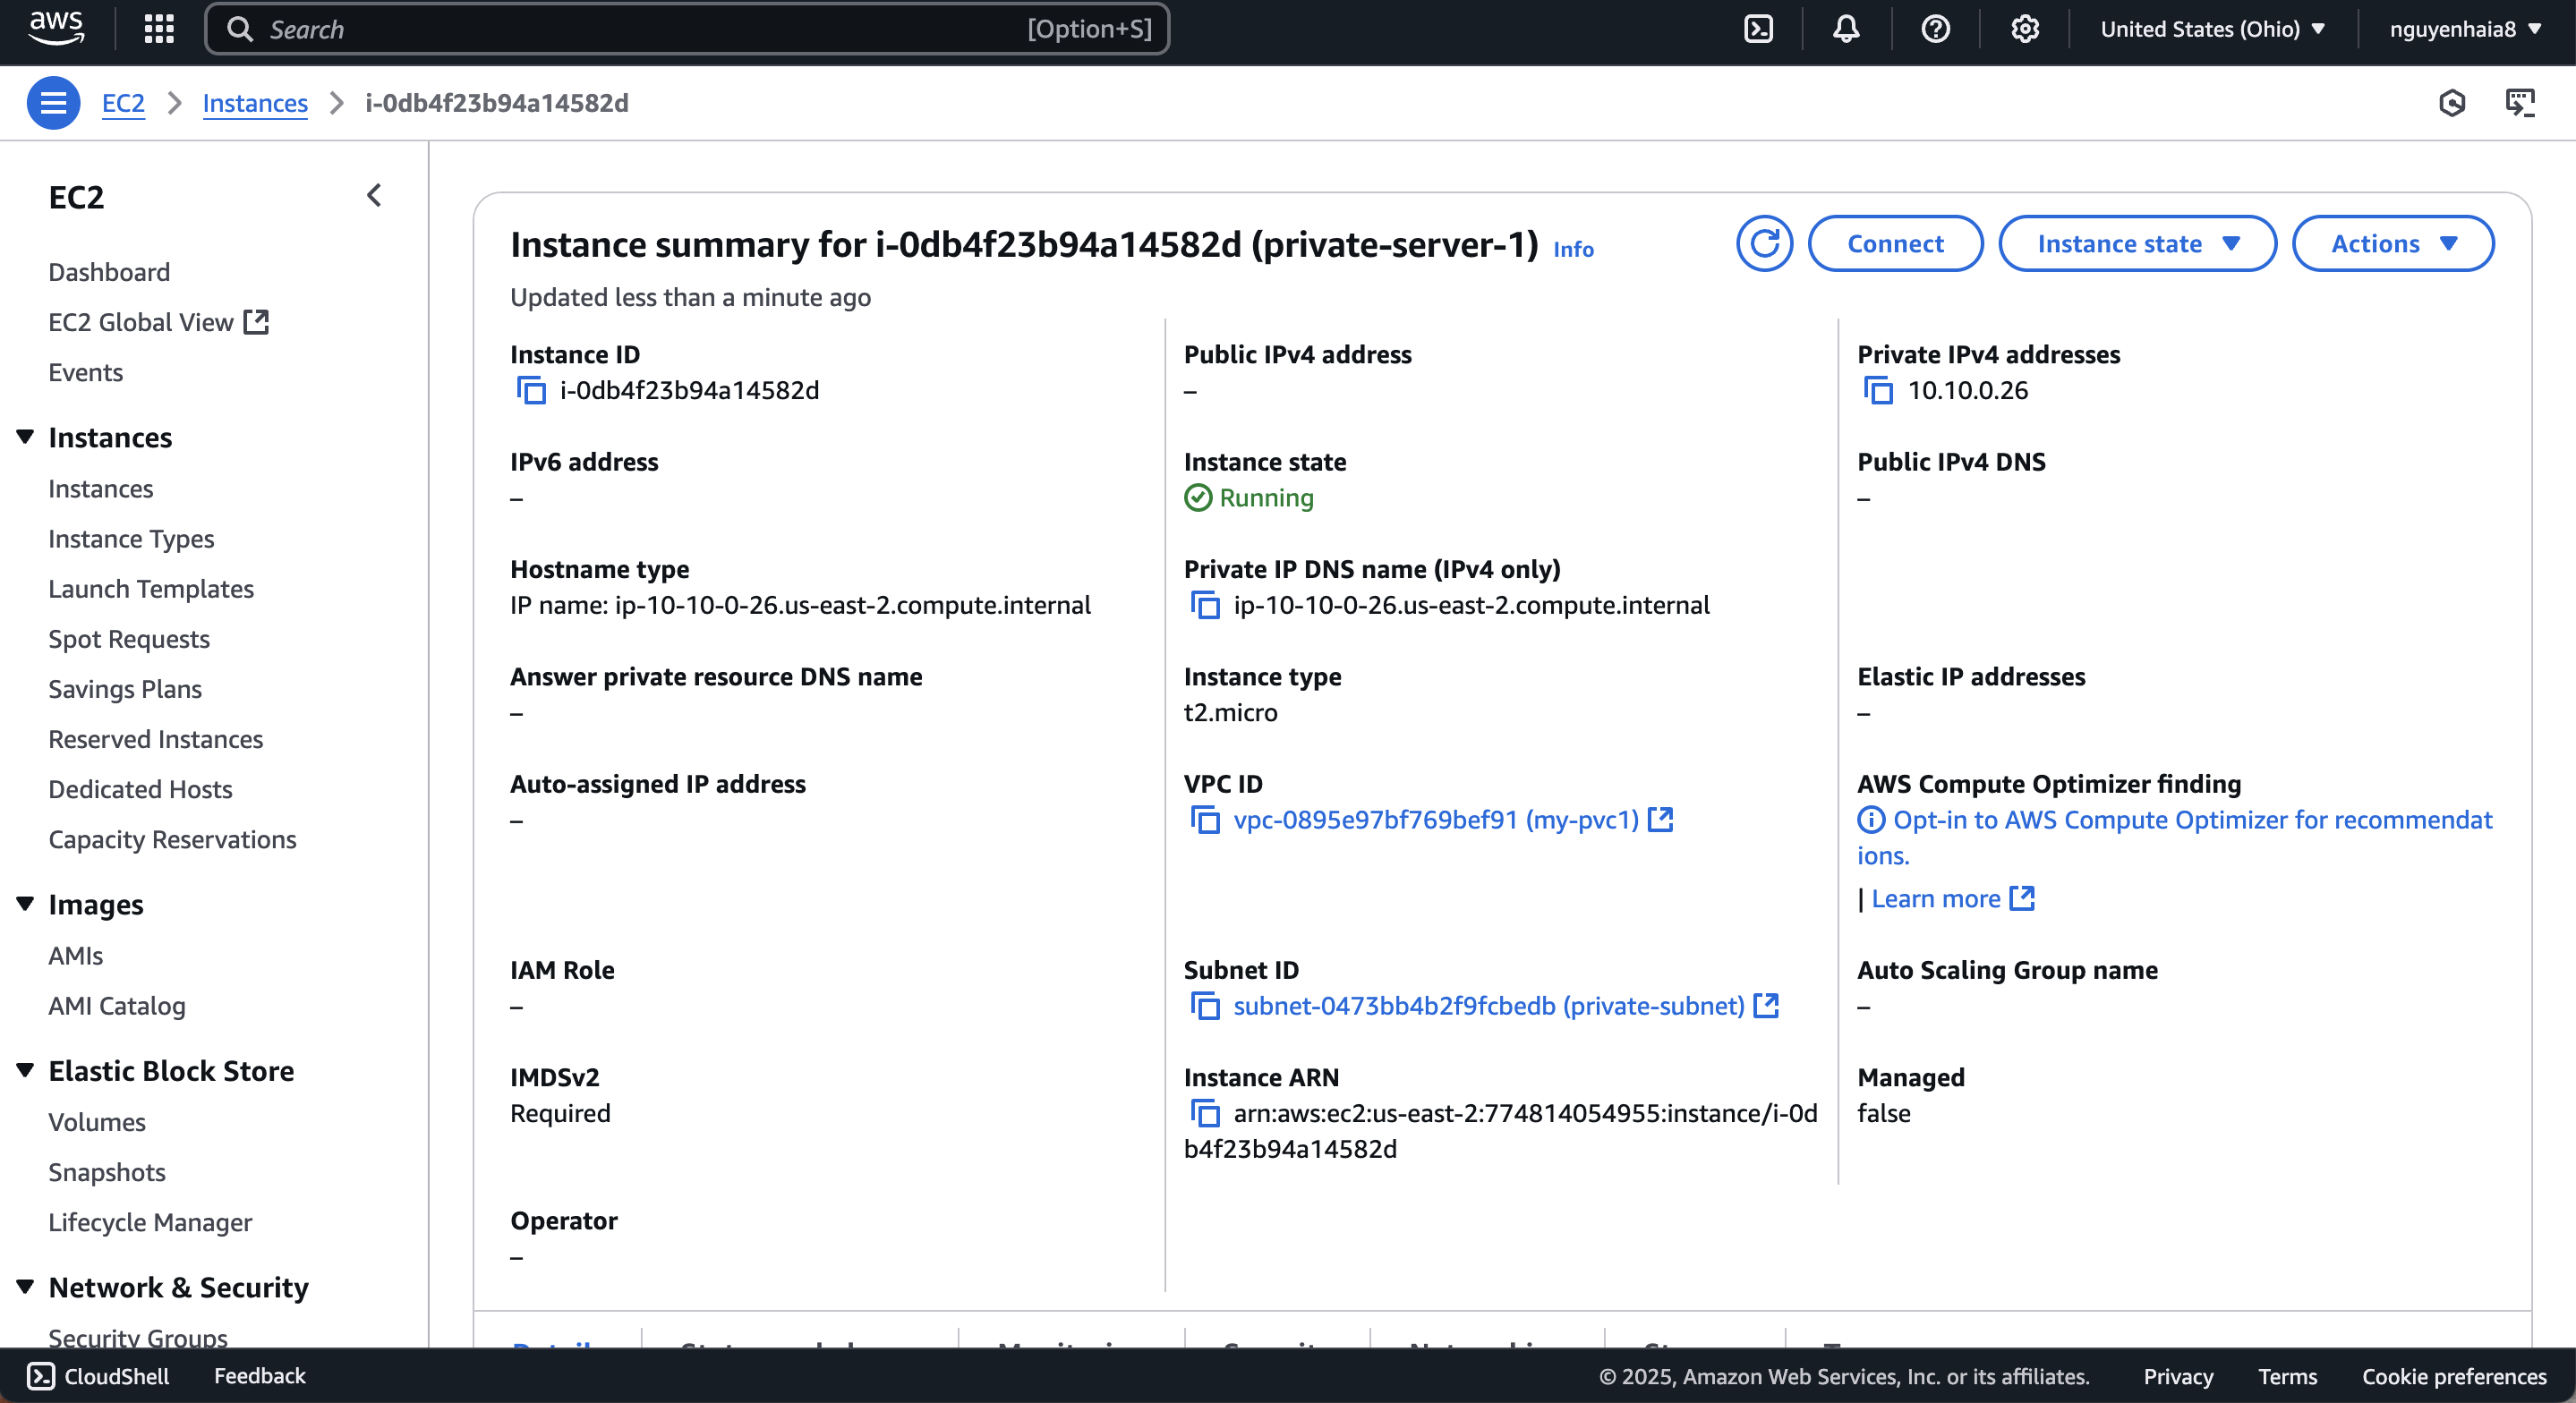 aws
Search
[Option+S]
United States (Ohio)
nguyenhaia8
EC2
Instances
i-0db4f23b94a14582d
EC2
Dashboard
EC2 Global View
Events
Instances
Instances
Instance Types
Launch Templates
Spot Requests
Savings Plans
Reserved Instances
Dedicated Hosts
Capacity Reservations
Images
AMIs
AMI Catalog
Elastic Block Store
Volumes
Snapshots
Lifecycle Manager
Network & Security
Security Groups
Instance summary for i-0db4f23b94a14582d (private-server-1) Info
Connect
Instance state
Actions
Updated less than a minute ago
Instance ID
i-0db4f23b94a14582d
Public IPv4 address
–
Private IPv4 addresses
10.10.0.26
IPv6 address
–
Instance state
Running
Public IPv4 DNS
–
Hostname type
IP name: ip-10-10-0-26.us-east-2.compute.internal
Private IP DNS name (IPv4 only)
ip-10-10-0-26.us-east-2.compute.internal
Answer private resource DNS name
–
Instance type
t2.micro
Elastic IP addresses
–
Auto-assigned IP address
–
VPC ID
vpc-0895e97bf769bef91 (my-pvc1)
AWS Compute Optimizer finding
Opt-in to AWS Compute Optimizer for recommendat
ions.
| Learn more
IAM Role
–
Subnet ID
subnet-0473bb4b2f9fcbedb (private-subnet)
Auto Scaling Group name
–
IMDSv2
Required
Instance ARN
arn:aws:ec2:us-east-2:774814054955:instance/i-0d
b4f23b94a14582d
Managed
false
Operator
–
CloudShell
Feedback
© 2025, Amazon Web Services, Inc. or its affiliates.
Privacy
Terms
Cookie preferences